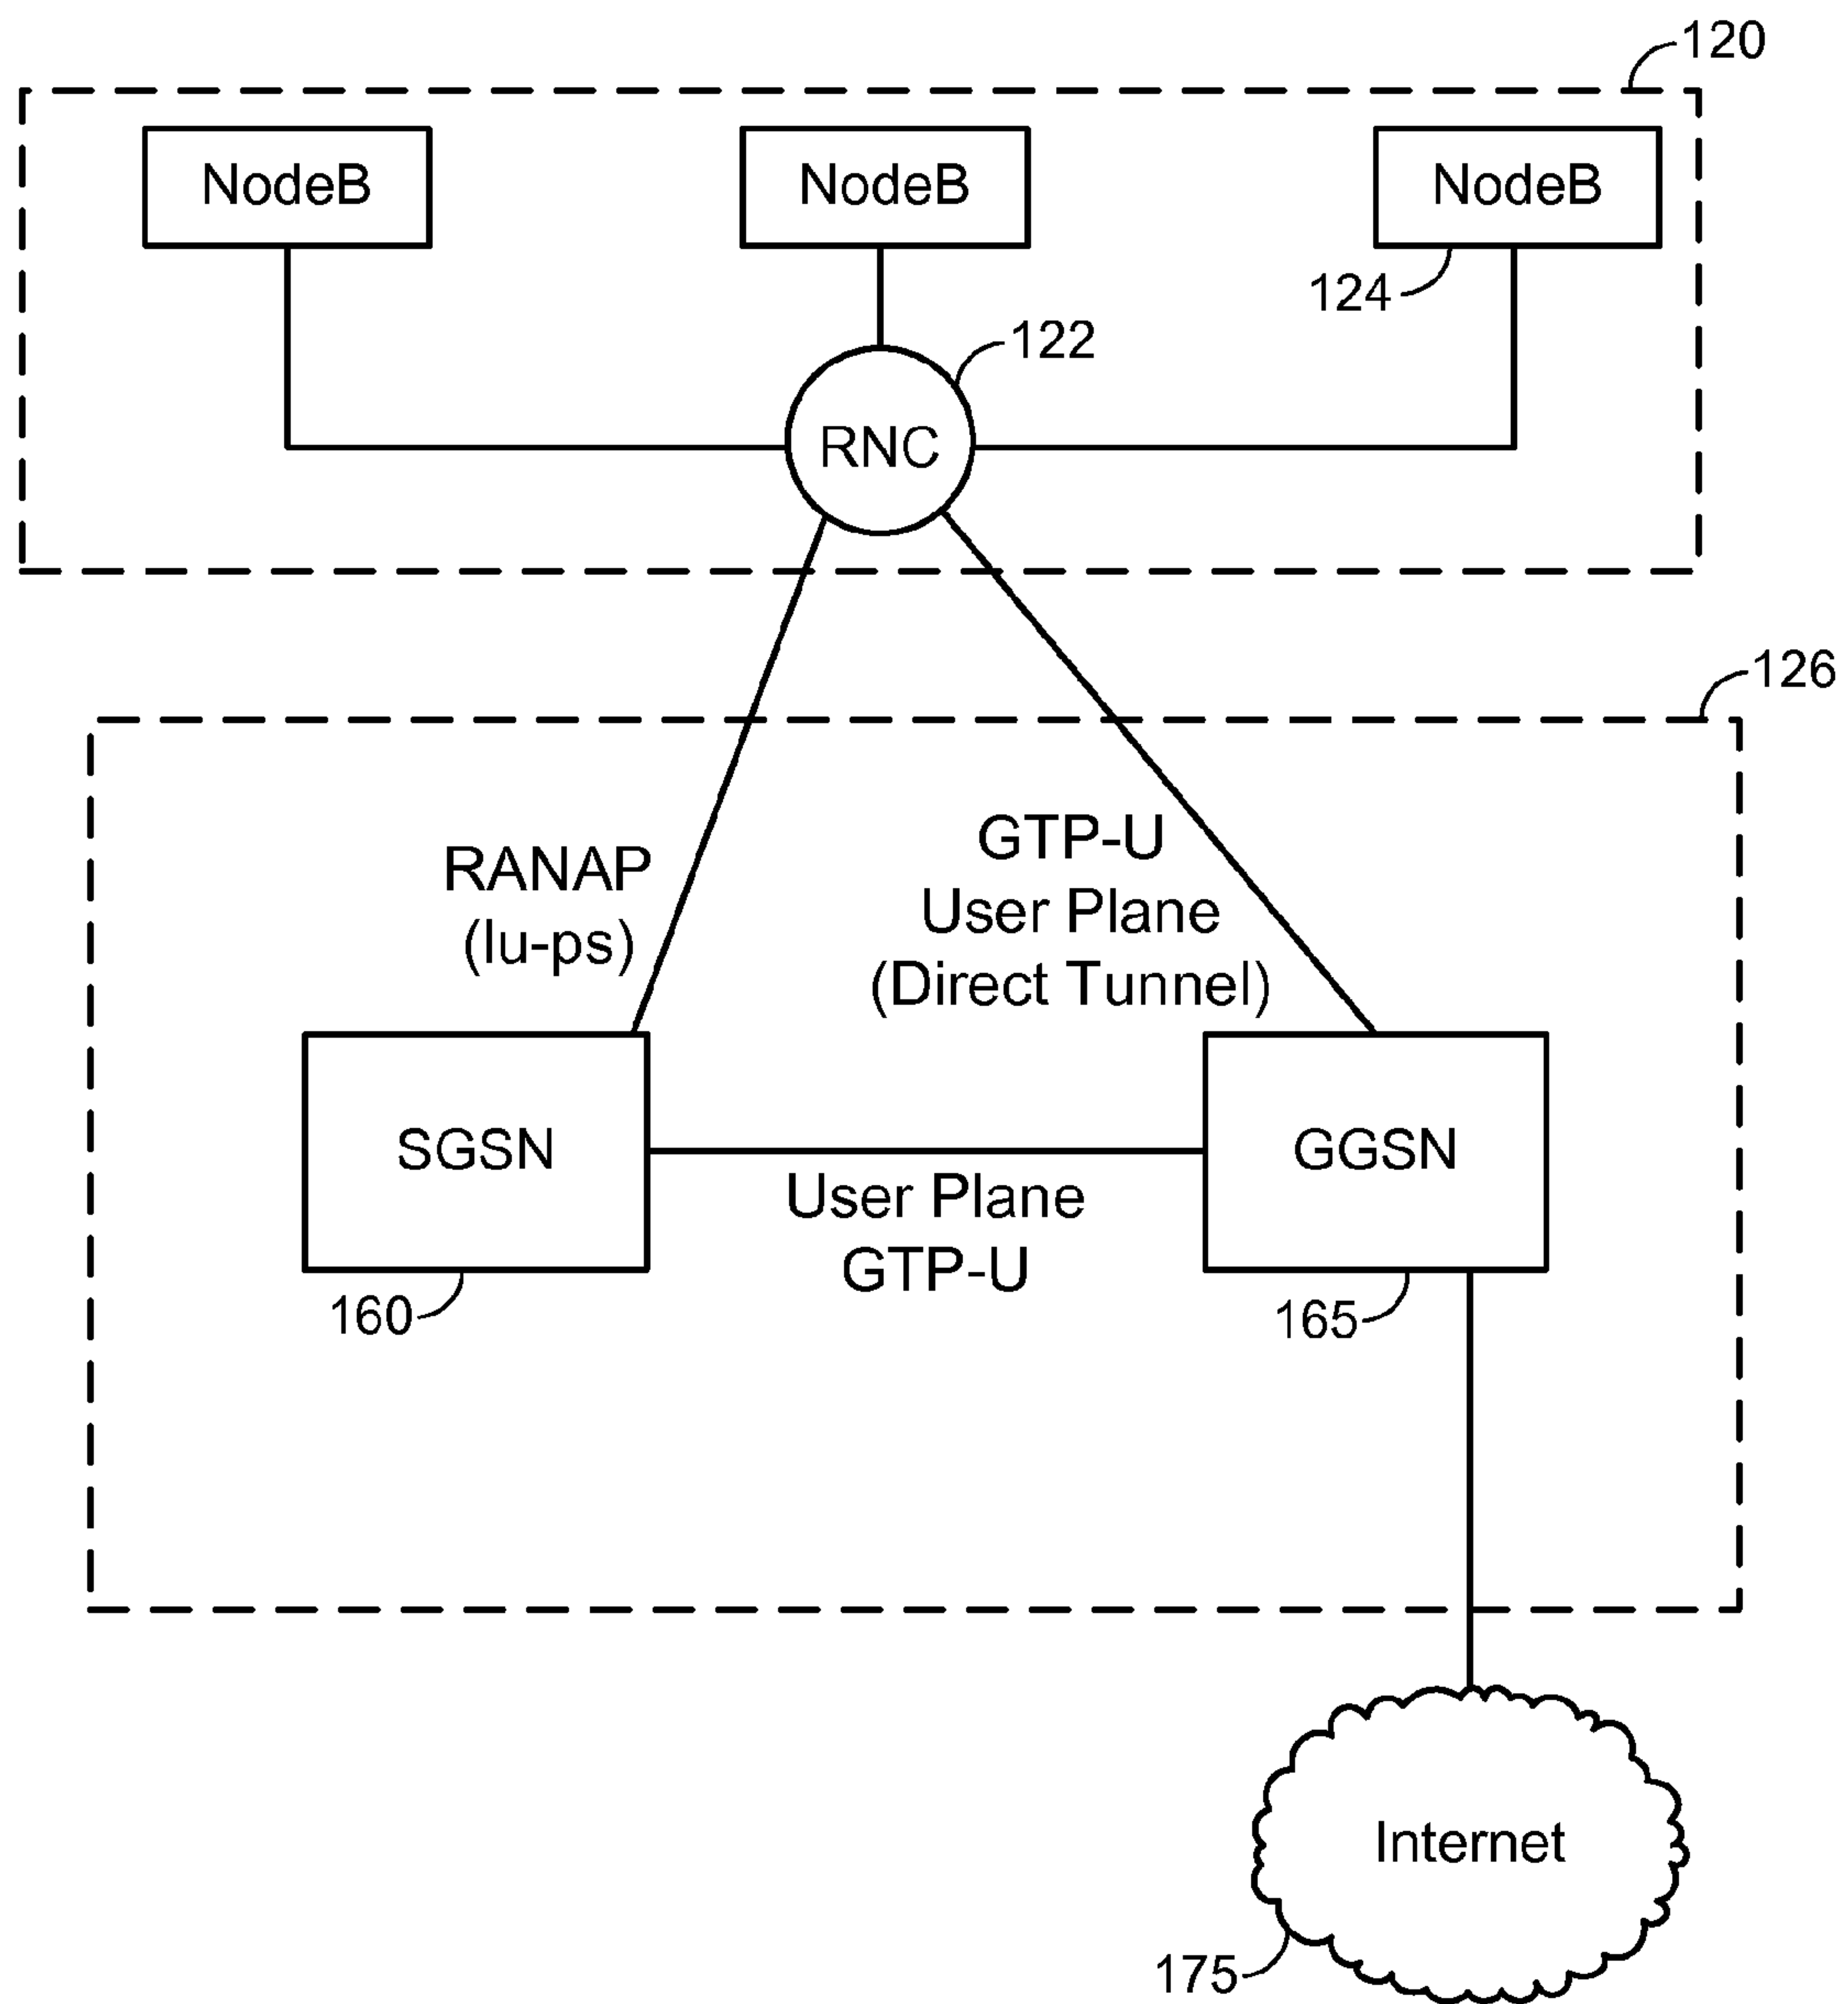 120
NodeB
NodeB
NodeB
124
122
RNC
126
RANAP
(lu-ps)
GTP-U
User Plane
(Direct Tunnel)
SGSN
GGSN
User Plane
GTP-U
160
165
Internet
175